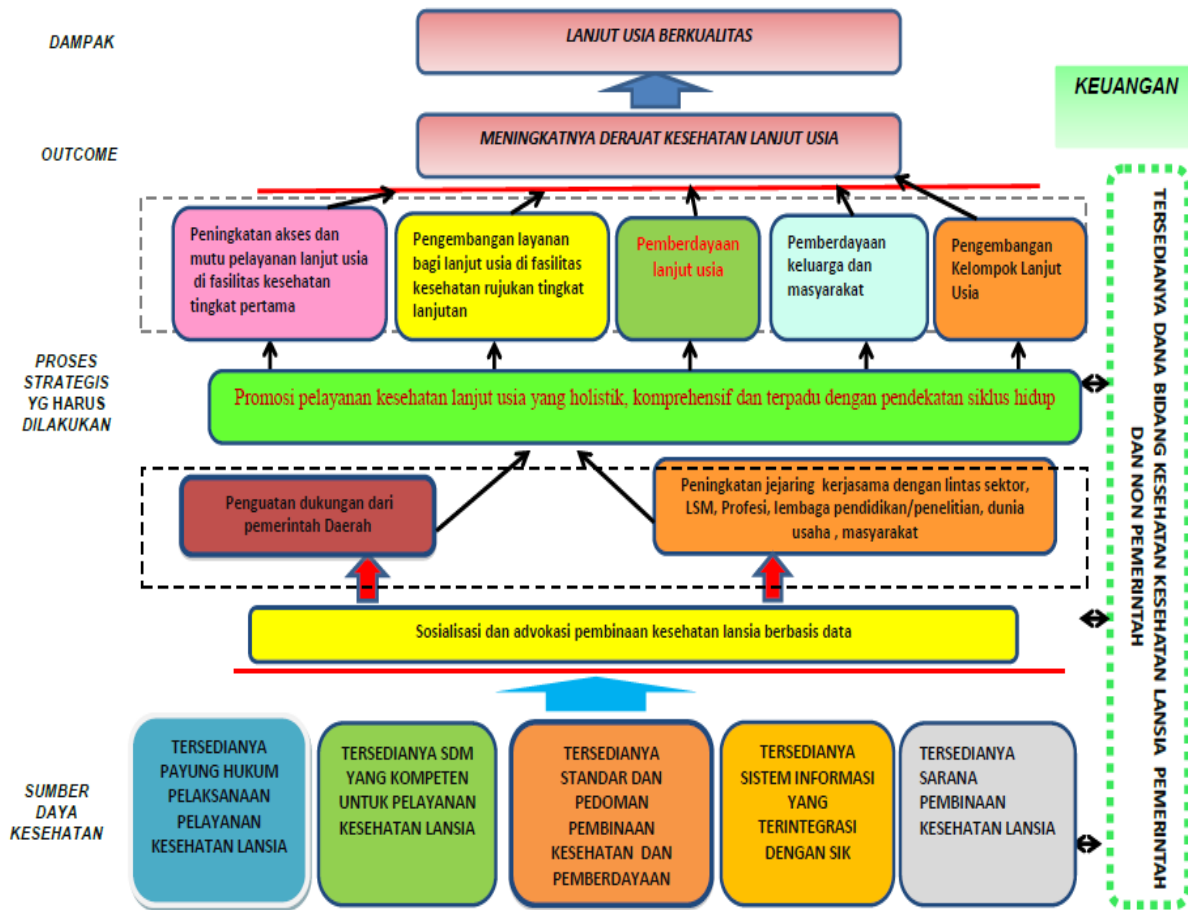 DAMPAK
LANJUT USIA BERKUALITAS
KEUANGAN
OUTCOME
MENINGKATNYA DERAJAT KESEHATAN LANJUT USIA
Peningkatan akses dan
mutu pelayanan lanjut usia
di fasilitas kesehatan
tingkat pertama
Pengembangan layanan
bagi lanjut usia di fasilitas
kesehatan rujukan tingkat
lanjutan
Pemberdayaan
lanjut usia
Pemberdayaan
keluarga dan
masyarakat
Pengembangan
Kelompok Lanjut
Usia
PROSES
STRATEGIS
YG HARUS
DILAKUKAN
Promosi pelayanan kesehatan lanjut usia yang holistik, komprehensif dan terpadu dengan pendekatan siklus hidup
Penguatan dukungan dari
pemerintah Daerah
Peningkatan jejaring kerjasama dengan lintas sektor,
LSM, Profesi, lembaga pendidikan/penelitian, dunia
usaha , masyarakat
Sosialisasi dan advokasi pembinaan kesehatan lansia berbasis data
SUMBER
DAYA
KESEHATAN
TERSEDIANYA
PAYUNG HUKUM
PELAKSANAAN
PELAYANAN
KESEHATAN LANSIA
TERSEDIANYA SDM
YANG KOMPETEN
UNTUK PELAYANAN
KESEHATAN LANSIA
TERSEDIANYA
STANDAR DAN
PEDOMAN
PEMBINAAN
KESEHATAN DAN
PEMBERDAYAAN
TERSEDIANYA
SISTEM INFORMASI
YANG
TERINTEGRASI
DENGAN SIK
TERSEDIANYA
SARANA
PEMBINAAN
KESEHATAN LANSIA
TERSEDIANYA DANA BIDANG KESEHATAN KESEHATAN LANSIA PEMERINTAH
DAN NON PEMERINTAH